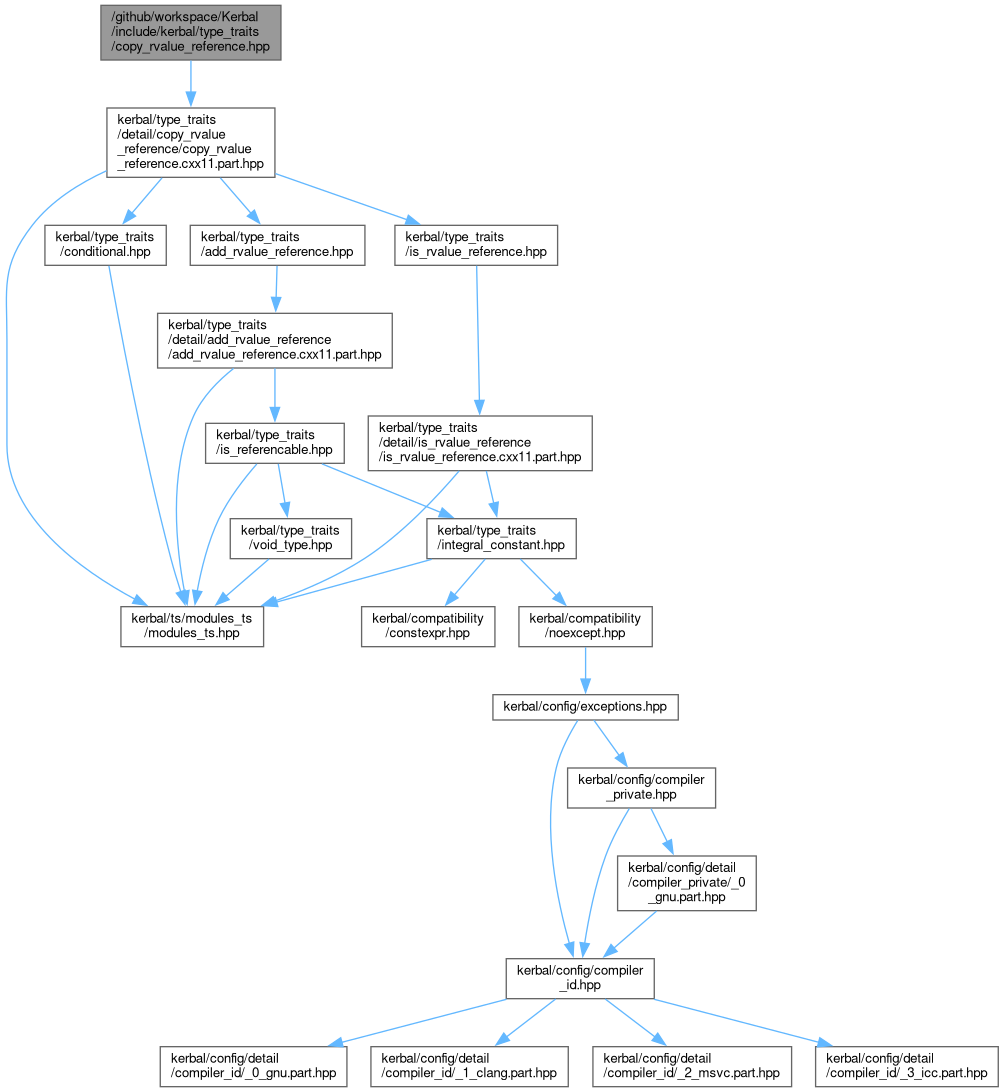 /github/workspace/Kerbal
/include/kerbal/type_traits
/copy_rvalue_reference.hpp
kerbal/type_traits
/detail/copy_rvalue
_reference/copy_rvalue
_reference.cxx11.part.hpp
kerbal/type_traits
/conditional.hpp
kerbal/type_traits
/add_rvalue_reference.hpp
kerbal/type_traits
/is_rvalue_reference.hpp
kerbal/type_traits
/detail/add_rvalue_reference
/add_rvalue_reference.cxx11.part.hpp
kerbal/type_traits
/is_referencable.hpp
kerbal/type_traits
/detail/is_rvalue_reference
/is_rvalue_reference.cxx11.part.hpp
kerbal/type_traits
/void_type.hpp
kerbal/type_traits
/integral_constant.hpp
kerbal/ts/modules_ts
/modules_ts.hpp
kerbal/compatibility
/constexpr.hpp
kerbal/compatibility
/noexcept.hpp
kerbal/config/exceptions.hpp
kerbal/config/compiler
_private.hpp
kerbal/config/detail
/compiler_private/_0
_gnu.part.hpp
kerbal/config/compiler
_id.hpp
kerbal/config/detail
/compiler_id/_0_gnu.part.hpp
kerbal/config/detail
/compiler_id/_1_clang.part.hpp
kerbal/config/detail
/compiler_id/_2_msvc.part.hpp
kerbal/config/detail
/compiler_id/_3_icc.part.hpp